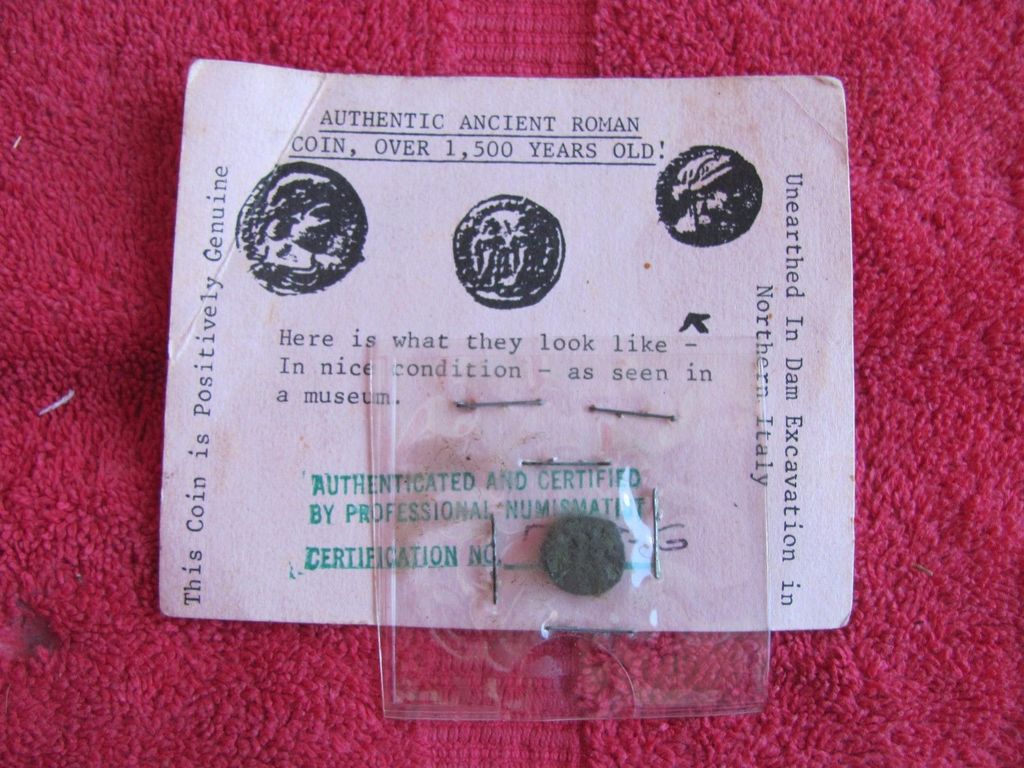 AUTHENTIC ANCIENT ROMAN
COIN, OVER 1,500 YEARS OLD!
This Coin is Positively Genuine
Unearthed In Dam Excavation in
Northern Italy
Here is what they look like -
In nice condition - as seen in
a museum.
AUTHENTICATED AND CERTIFIED
BY PROFESSIONAL NUMISMATIST
CERTIFICATION NO.